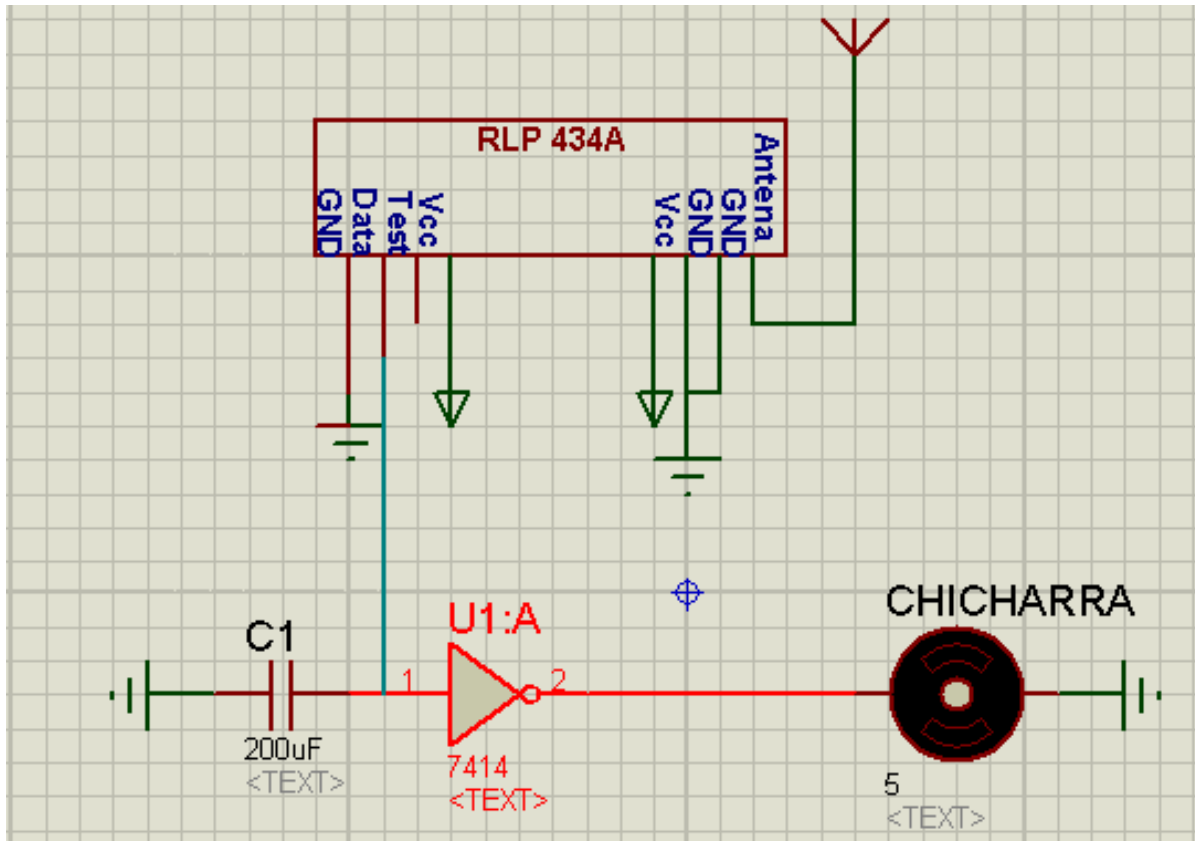 RLP 434A
GND
Data
Test
Vcc
Vcc
GND
GND
Antena
C1
200uF
<TEXT>
U1:A
1
2
7414
<TEXT>
CHICHARRA
5
<TEXT>